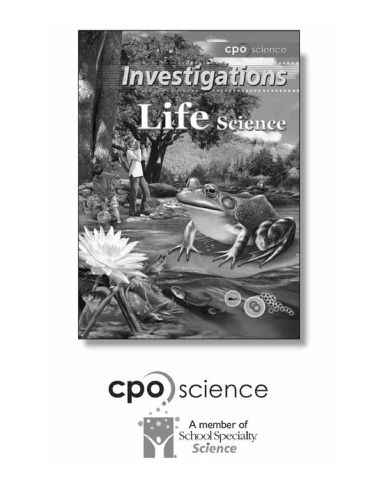 cpo science
Investigations
Life Science
cpo science
A member of
School Specialty
Science